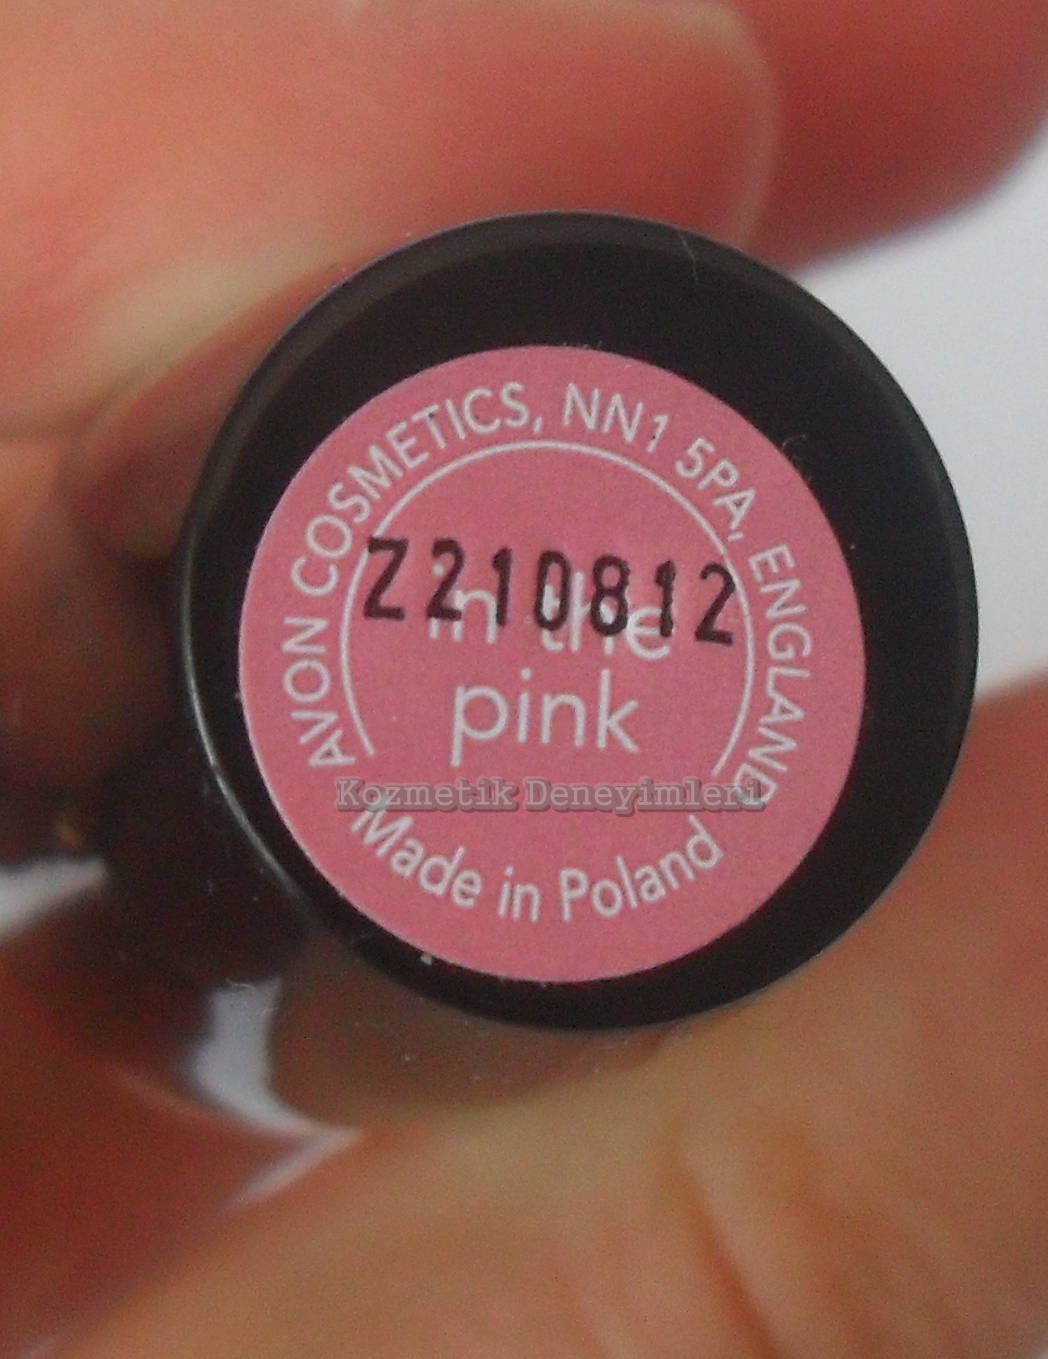 AVON COSMETICS, NN1 5PA, ENGLAND
Z210812
in the
pink
Kozmetik Deneyimleri
Made in Poland